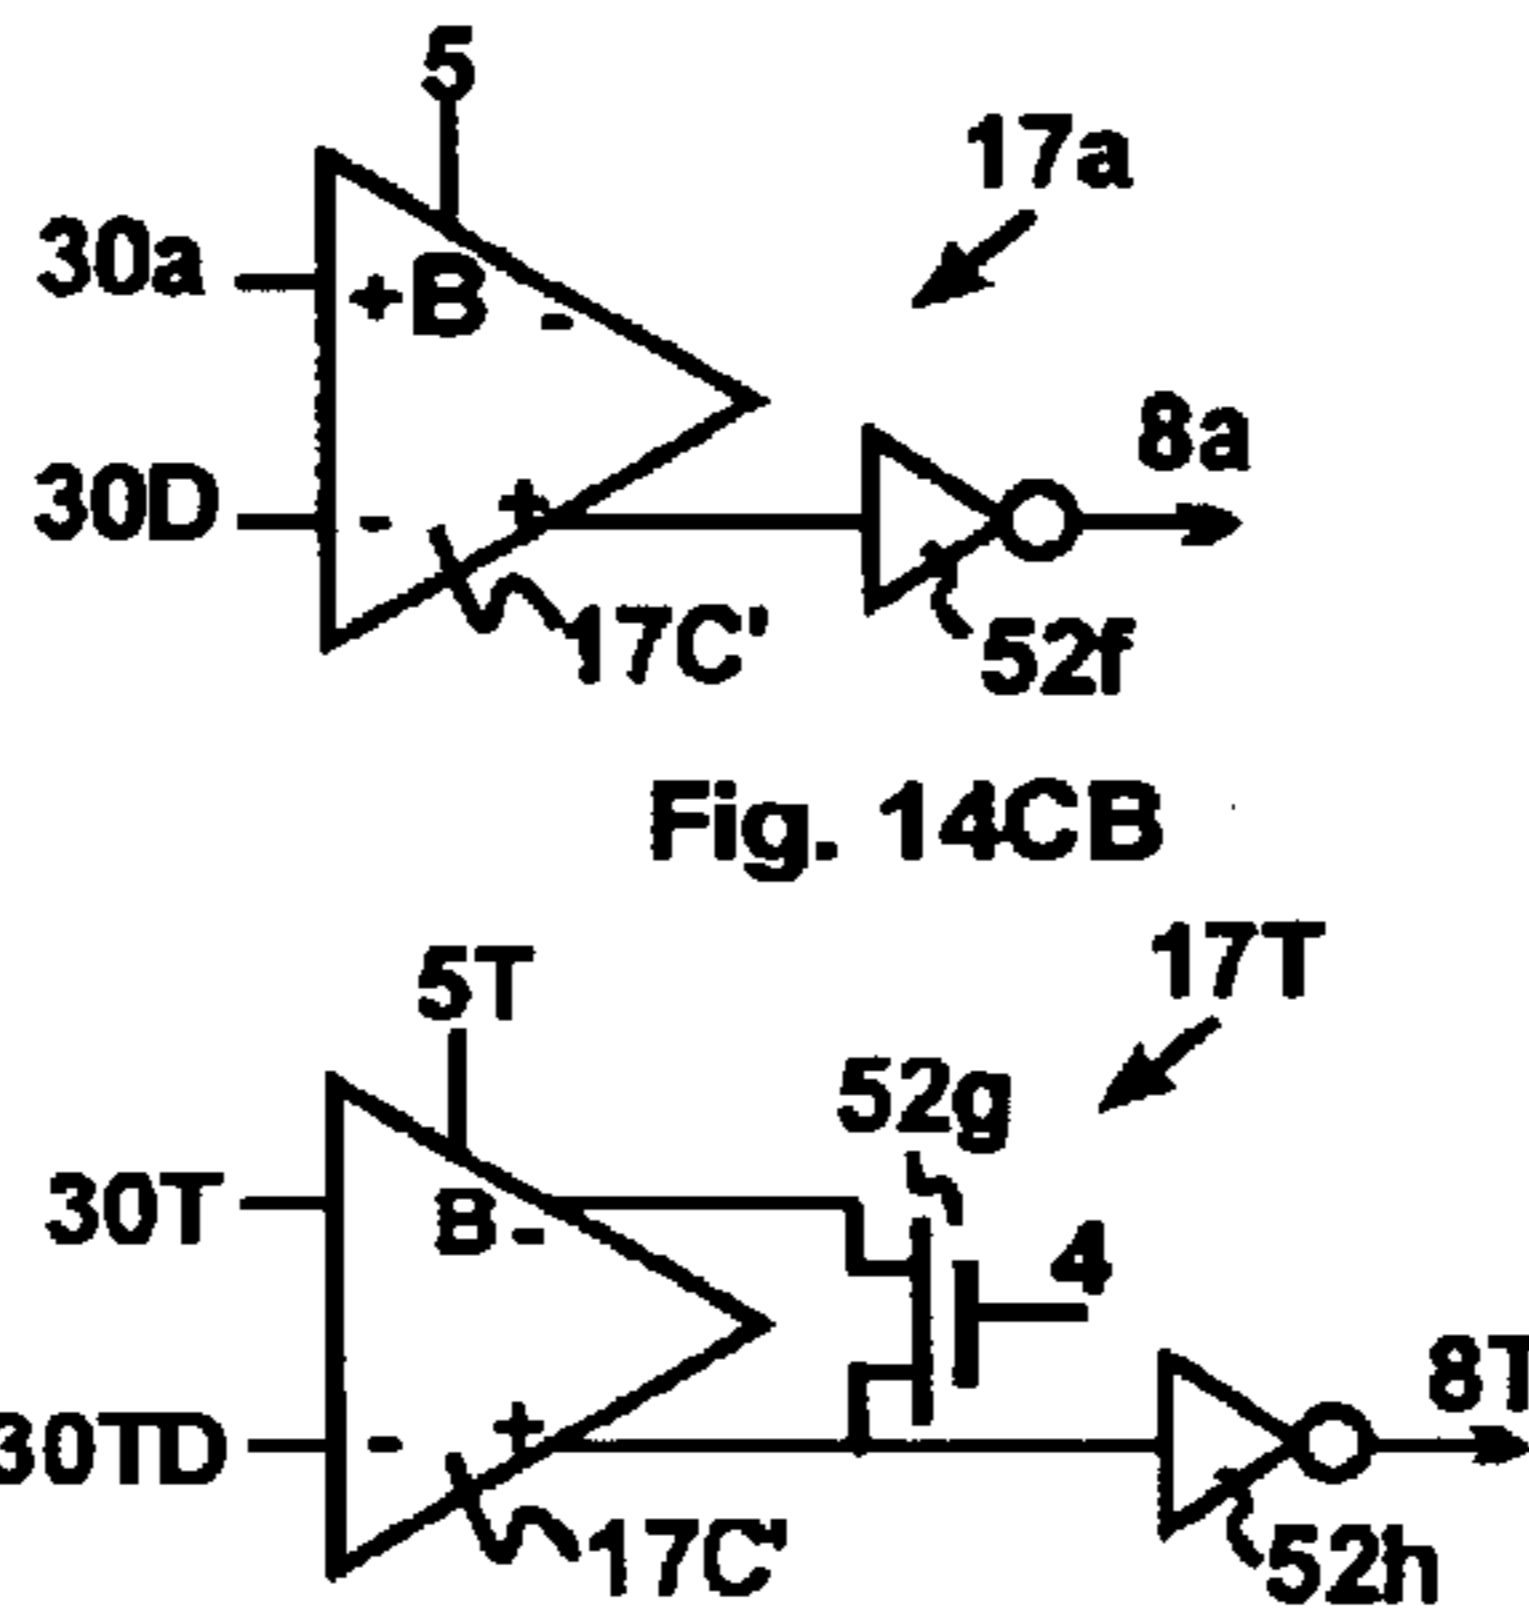 5
17a
30a
+B -
8a
30D
- +
17C'
52f
Fig. 14CB
17T
5T
52g
30T
B -
4
8T
30TD
- +
17C'
52h